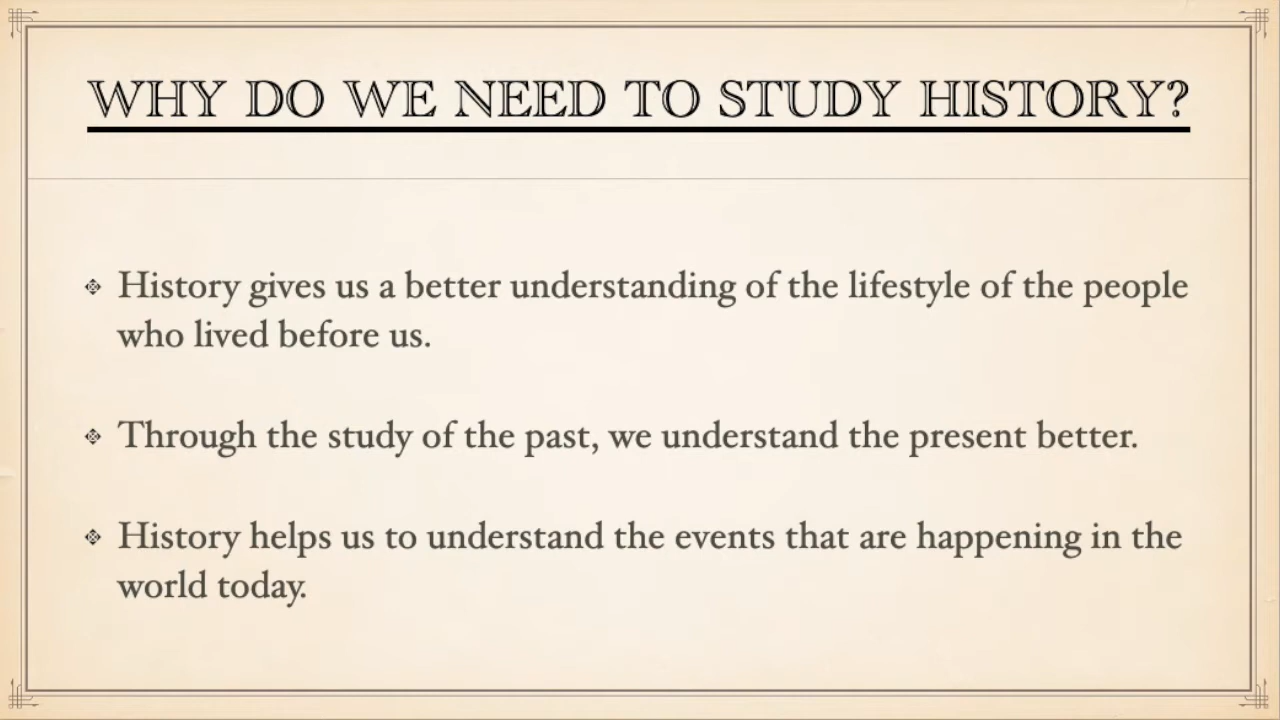 WHY DO WE NEED TO STUDY HISTORY?
History gives us a better understanding of the lifestyle of the people
who lived before us.
Through the study of the past, we understand the present better.
History helps us to understand the events that are happening in the
world today.